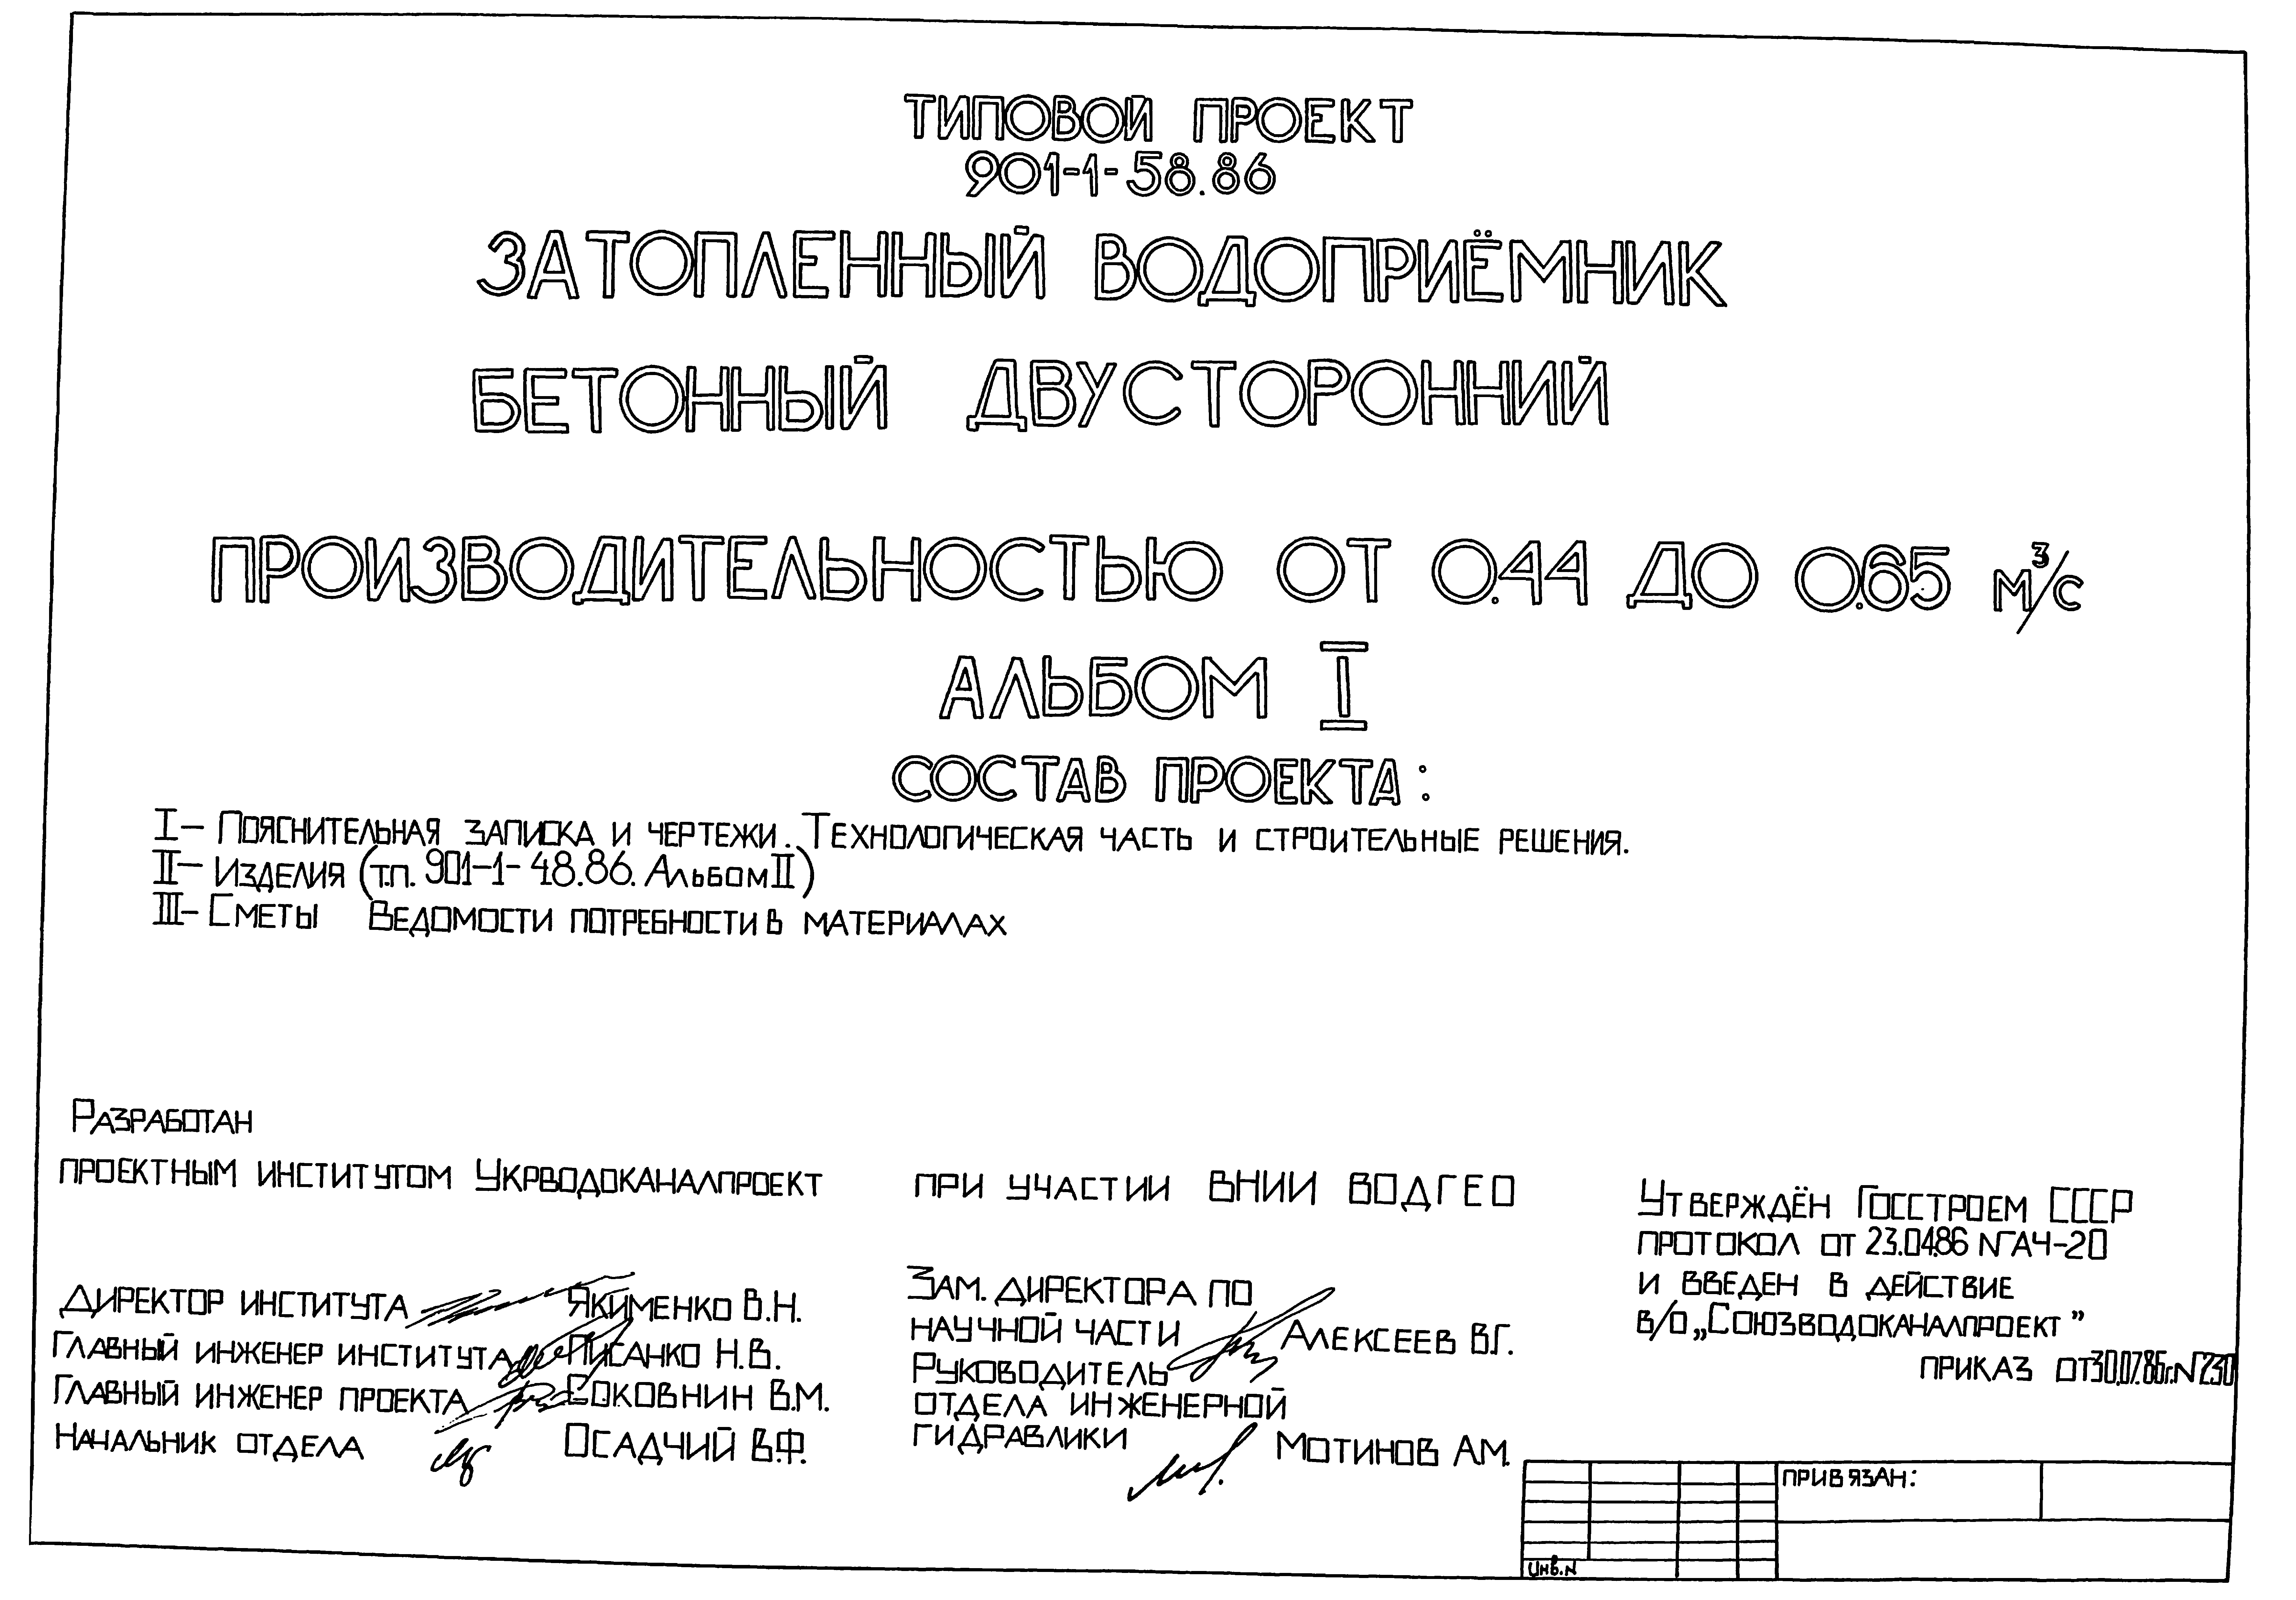 ТИПОВОЙ ПРОЕКТ
901-1-58.86
ЗАТОПЛЕННЫЙ ВОДОПРИЁМНИК
БЕТОННЫЙ ДВУСТОРОННИЙ
ПРОИЗВОДИТЕЛЬНОСТЬЮ ОТ 0.44 ДО 0.65 м³/с
АЛЬБОМ I
СОСТАВ ПРОЕКТА:
I – Пояснительная записка и чертежи. Технологическая часть и строительные решения.
II – Изделия (т.п. 901-1-48.86. Альбом II)
III – Сметы Ведомости потребности в материалах
Разработан
проектным институтом Укрводоканалпроект
Директор института Якименко В.Н.
Главный инженер института Писанко Н.В.
Главный инженер проекта Соковнин В.М.
Начальник отдела Осадчий В.Ф.
при участии ВНИИ ВОДГЕО
Зам. директора по
научной части Алексеев В.Г.
Руководитель
отдела инженерной
гидравлики Мотинов А.М.
Утверждён Госстроем СССР
протокол от 23.04.86 N АЧ-20
и введен в действие
в/о „Союзводоканалпроект”
приказ от 30.07.86г. N 230
Привязан:
Инв. N